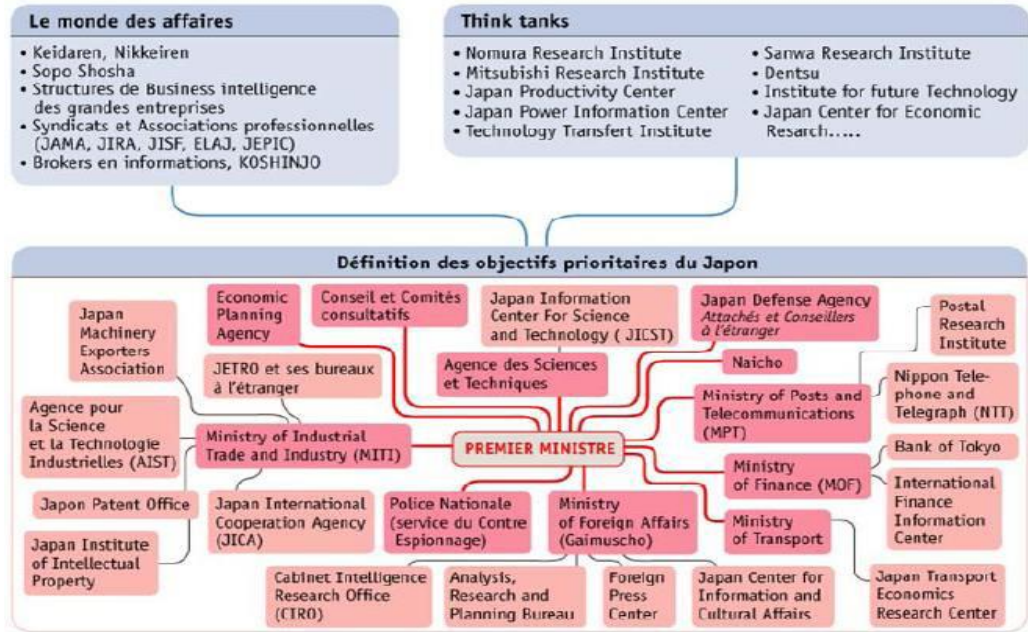 Le monde des affaires
• Keidaren, Nikkeiren
• Sopo Shosha
• Structures de Business intelligence
des grandes entreprises
• Syndicats et Associations professionnelles
(JAMA, JIRA, JISF, ELAJ, JEPIC)
• Brokers en informations, KOSHINJO
Think tanks
• Nomura Research Institute
• Mitsubishi Research Institute
• Japan Productivity Center
• Japan Power Information Center
• Technology Transfert Institute
• Sanwa Research Institute
• Dentsu
• Institute for future Technology
• Japan Center for Economic
Resarch.....
Définition des objectifs prioritaires du Japon
Japan
Machinery
Exporters
Association
Economic
Planning
Agency
Conseil et Comités
consultatifs
Japan Information
Center For Science
and Technology ( JICST)
Japan Defense Agency
Attachés et Conseillers
à l'étranger
Postal
Research
Institute
JETRO et ses bureaux
à l'étranger
Agence des Sciences
et Techniques
Naicho
Ministry of Posts and
Telecommunications
(MPT)
Nippon Tele-
phone and
Telegraph (NTT)
Agence pour
la Science
et la Technologie
Industrielles (AIST)
Ministry of Industrial
Trade and Industry (MITI)
PREMIER MINISTRE
Ministry
of Finance (MOF)
Bank of Tokyo
International
Finance
Information
Center
Japon Patent Office
Japan International
Cooperation Agency
(JICA)
Police Nationale
(service du Contre
Espionnage)
Ministry
of Foreign Affairs
(Gaimuscho)
Ministry
of Transport
Japan Institute
of Intellectual
Property
Cabinet Intelligence
Research Office
(CIRO)
Analysis,
Research and
Planning Bureau
Foreign
Press
Center
Japan Center for
Information and
Cultural Affairs
Japan Transport
Economics
Research Center